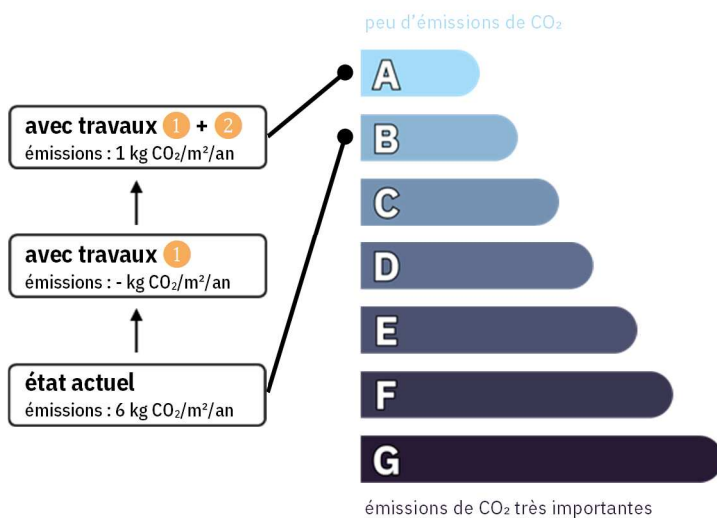 peu d'émissions de CO₂
A
avec travaux 1 + 2
émissions : 1 kg CO₂/m²/an
B
C
avec travaux 1
émissions : - kg CO₂/m²/an
D
E
état actuel
émissions : 6 kg CO₂/m²/an
F
G
émissions de CO₂ très importantes